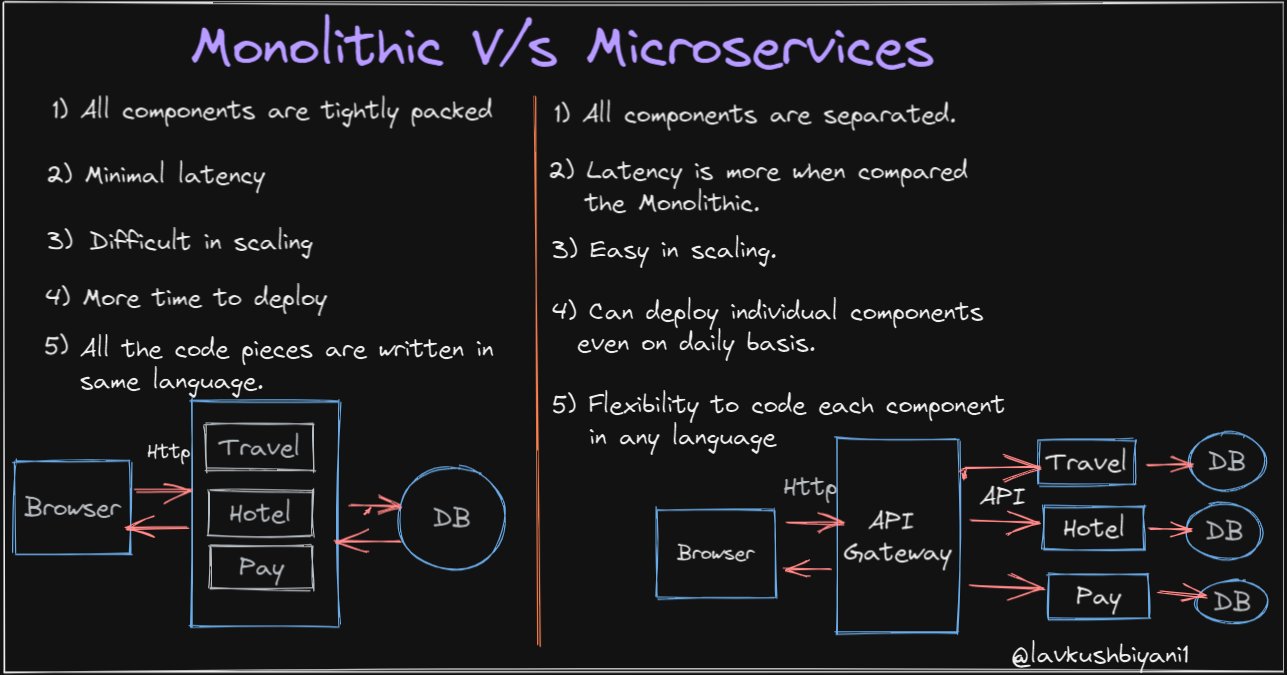 Monolithic V/s Microservices
1) All components are tightly packed
2) Minimal latency
3) Difficult in scaling
4) More time to deploy
5) All the code pieces are written in
same language.
Http
Browser
Travel
Hotel
Pay
DB
1) All components are separated.
2) Latency is more when compared
the Monolithic.
3) Easy in scaling.
4) Can deploy individual components
even on daily basis.
5) Flexibility to code each component
in any language
Http
Browser
API
Gateway
API
Travel
DB
Hotel
DB
Pay
DB
@lavkushbiyani1